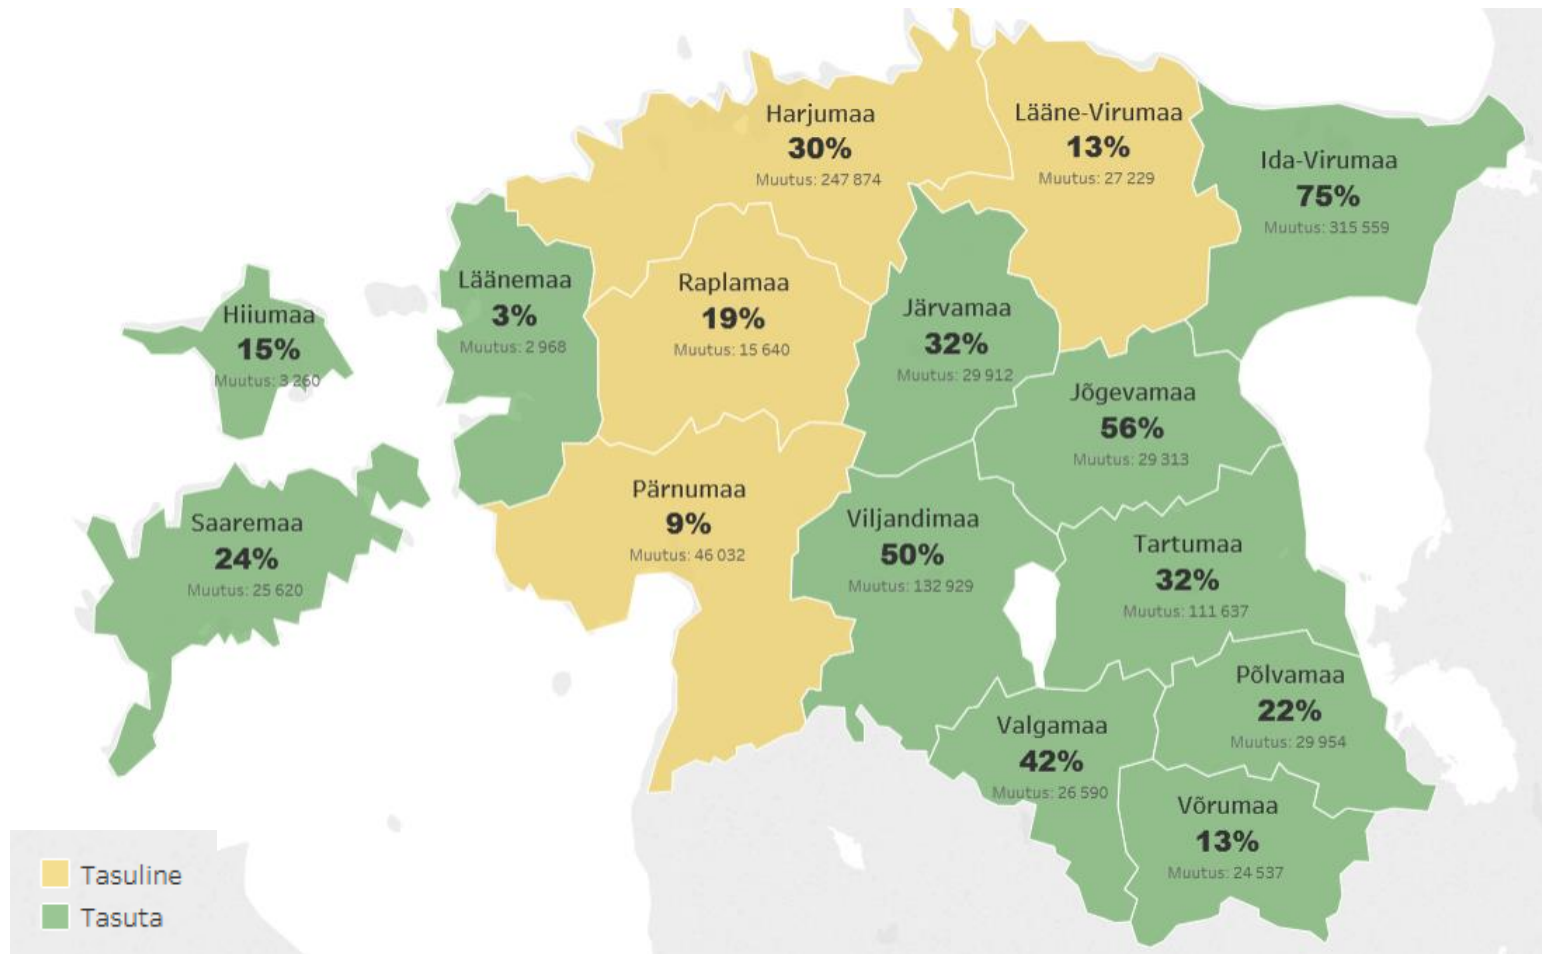 Harjumaa
30%
Muutus: 247 874
Lääne-Virumaa
13%
Muutus: 27 229
Ida-Virumaa
75%
Muutus: 315 559
Hiiumaa
15%
Muutus: 3 260
Läänemaa
3%
Muutus: 2 968
Raplamaa
19%
Muutus: 15 640
Järvamaa
32%
Muutus: 29 912
Jõgevamaa
56%
Muutus: 29 313
Saaremaa
24%
Muutus: 25 620
Pärnumaa
9%
Muutus: 46 032
Viljandimaa
50%
Muutus: 132 929
Tartumaa
32%
Muutus: 111 637
Valgamaa
42%
Muutus: 26 590
Põlvamaa
22%
Muutus: 29 954
Võrumaa
13%
Muutus: 24 537
Tasuline
Tasuta